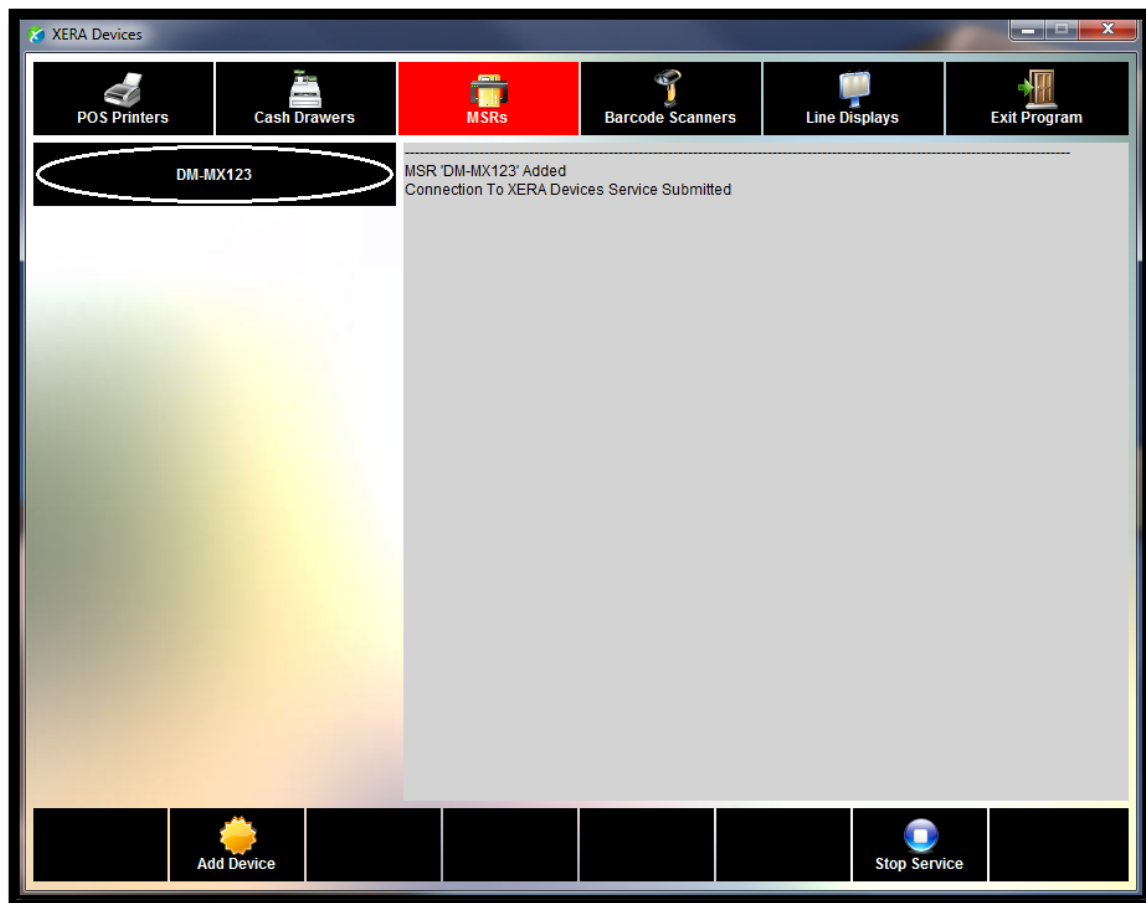 XERA Devices
POS Printers
Cash Drawers
MSRs
Barcode Scanners
Line Displays
Exit Program
DM-MX123
MSR 'DM-MX123' Added
Connection To XERA Devices Service Submitted
Add Device
Stop Service